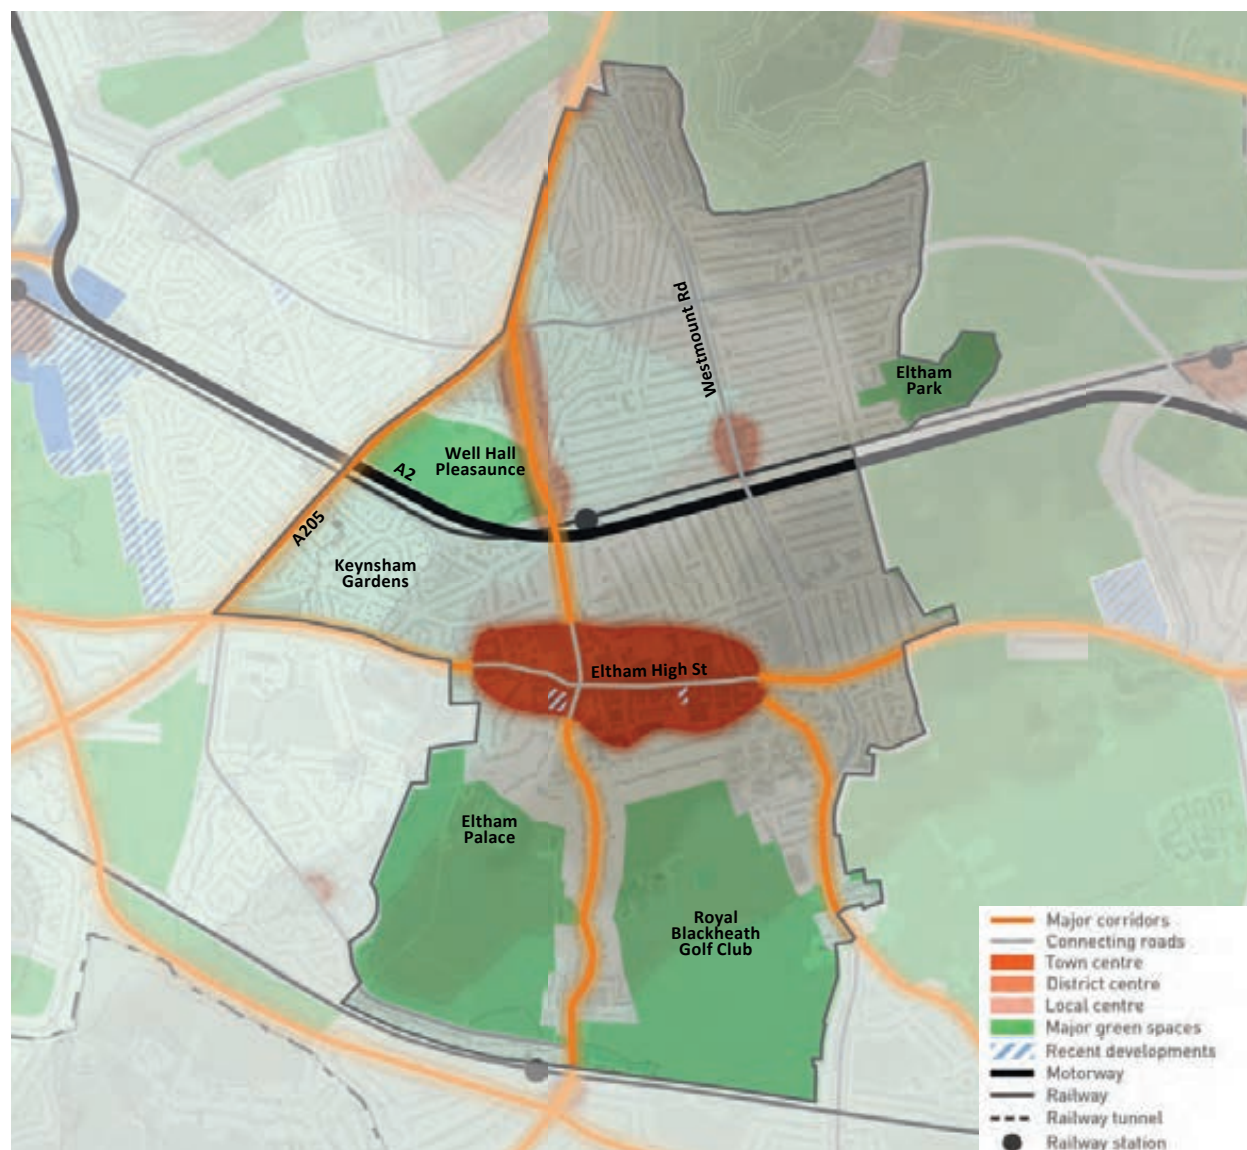 Westmount Rd
Eltham
Park
Well Hall
Pleasaunce
A2
A205
Keynsham
Gardens
Eltham High St
Eltham
Palace
Royal
Blackheath
Golf Club
Major corridors
Connecting roads
Town centre
District centre
Local centre
Major green spaces
Recent developments
Motorway
Railway
Railway tunnel
Railway station